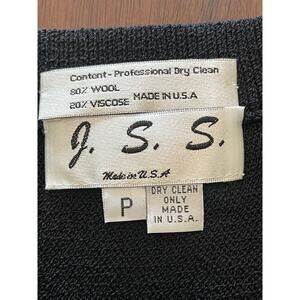 Content-Professional Dry Clean
80% WOOL
20% VISCOSE MADE IN U.S.A
J. S. S.
Made in U.S.A
P
DRY CLEAN
ONLY
MADE
IN U.S.A.